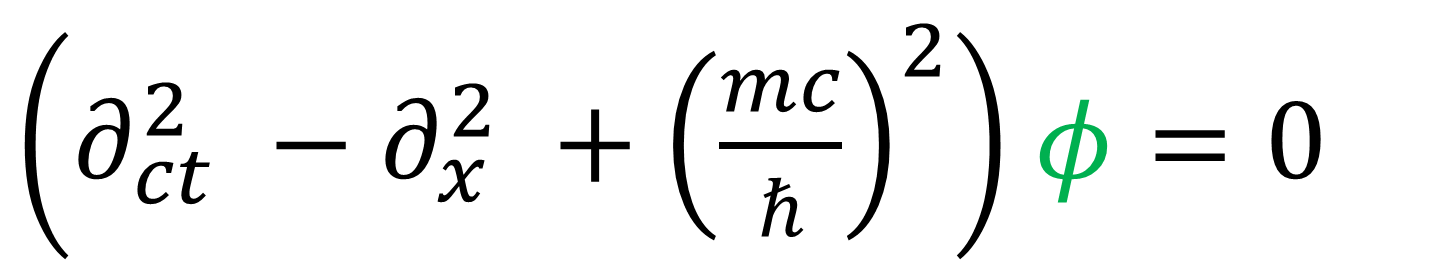 (∂²_ct − ∂²_x + (mc/ħ)²) ϕ = 0